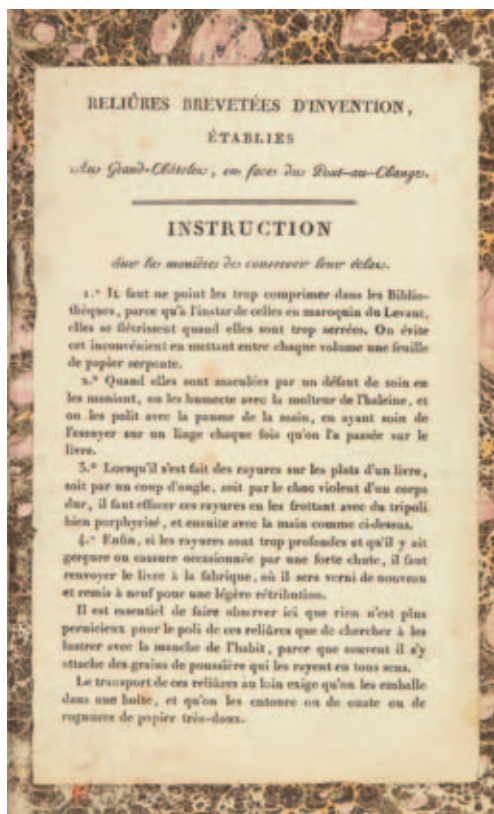 RELIÛRES BREVETÉES D'INVENTION,
ÉTABLIES
Au Grand-Châtelet, en face du Pont-au-Change.
INSTRUCTION
Sur la manière de conserver leur éclat.
1.° IL faut ne point les trop comprimer dans les Biblio-
thèques, parce qu'à l'instar de celles en maroquin du Levant,
elles se flétrissent quand elles sont trop serrées. On évite
cet inconvénient en mettant entre chaque volume une feuille
de papier serpente.
2.° Quand elles sont maculées par un défaut de soin en
les maniant, on les humecte avec la moiteur de l'haleine, et
on les polit avec la paume de la main, en ayant soin de
l'essuyer sur un linge chaque fois qu'on l'a passée sur le
livre.
3.° Lorsqu'il s'est fait des rayures sur les plats d'un livre,
soit par un coup d'angle, soit par le choc violent d'un corps
dur, il faut effacer ces rayures en les frottant avec du tripoli
bien porphyrisé, et ensuite avec la main comme ci-dessus.
4.° Enfin, si les rayures sont trop profondes et qu'il y ait
gerçure ou cassure occasionnée par une forte chute, il faut
renvoyer le livre à la fabrique, où il sera verni de nouveau
et remis à neuf pour une légère rétribution.
Il est essentiel de faire observer ici que rien n'est plus
pernicieux pour le poli de ces reliûres que de chercher à les
lustrer avec la manche de l'habit, parce que souvent il s'y
attache des grains de poussière qui les rayent en tous sens.
Le transport de ces reliûres au loin exige qu'on les emballe
dans une boîte, et qu'on les entoure ou de ouate ou de
rognures de papier très-doux.